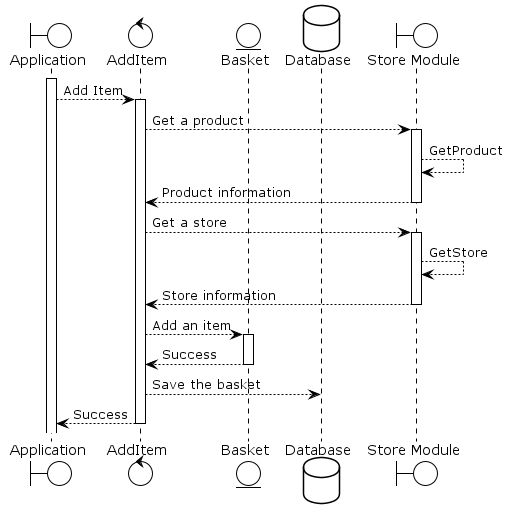 Application AddItem Basket Database Store Module
Add Item
Get a product
GetProduct
Product information
Get a store
GetStore
Store information
Add an item
Success
Save the basket
Success
Application AddItem Basket Database Store Module